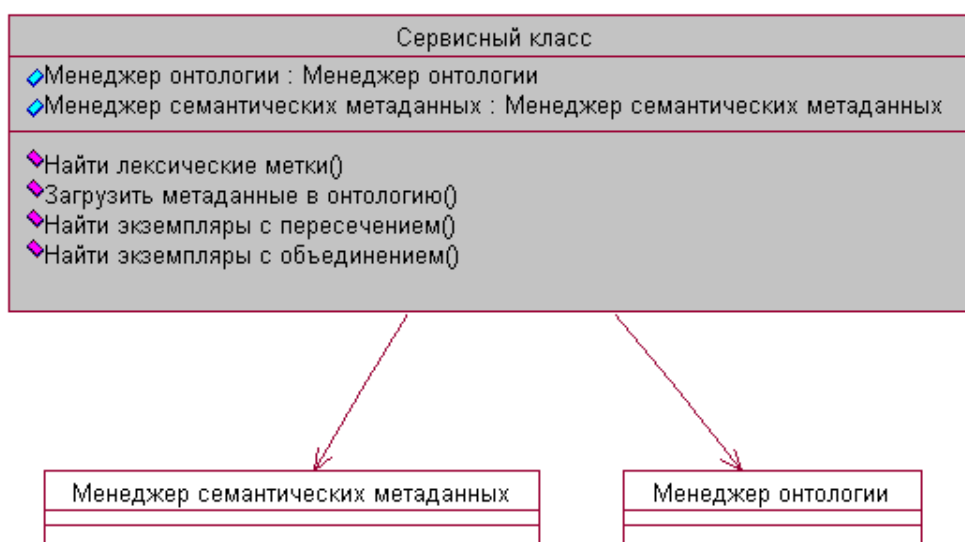 Сервисный класс
Менеджер онтологии : Менеджер онтологии
Менеджер семантических метаданных : Менеджер семантических метаданных
Найти лексические метки()
Загрузить метаданные в онтологию()
Найти экземпляры с пересечением()
Найти экземпляры с объединением()
Менеджер семантических метаданных
Менеджер онтологии